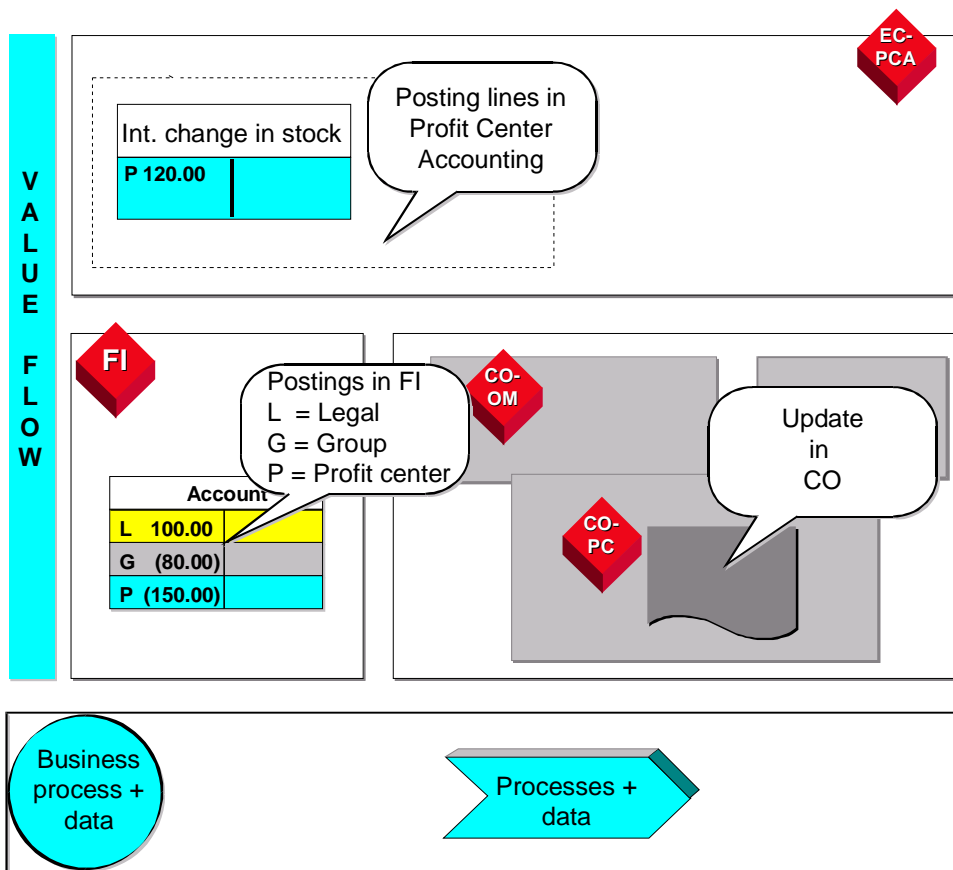 EC-
PCA
Posting lines in
Profit Center
Accounting
Int. change in stock
P 120.00
VALUE FLOW
FI
Postings in FI
L = Legal
G = Group
P = Profit center
Account
L 100.00
G (80.00)
P (150.00)
CO-
OM
Update
in
CO
CO-
PC
Business
process +
data
Processes +
data